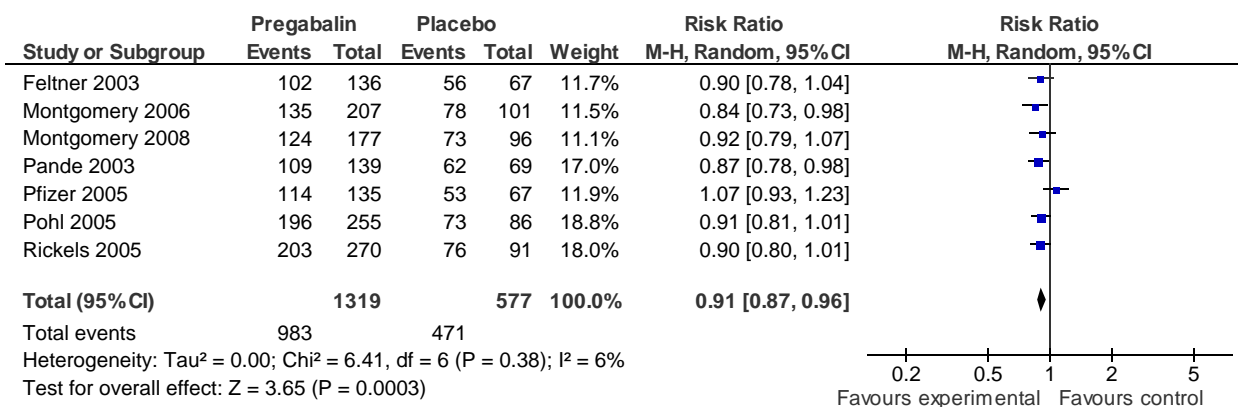 Pregabalin Placebo Risk Ratio Risk Ratio
Study or Subgroup Events Total Events Total Weight M-H, Random, 95% CI M-H, Random, 95% CI
Feltner 2003 102 136 56 67 11.7% 0.90 [0.78, 1.04]
Montgomery 2006 135 207 78 101 11.5% 0.84 [0.73, 0.98]
Montgomery 2008 124 177 73 96 11.1% 0.92 [0.79, 1.07]
Pande 2003 109 139 62 69 17.0% 0.87 [0.78, 0.98]
Pfizer 2005 114 135 53 67 11.9% 1.07 [0.93, 1.23]
Pohl 2005 196 255 73 86 18.8% 0.91 [0.81, 1.01]
Rickels 2005 203 270 76 91 18.0% 0.90 [0.80, 1.01]
Total (95% CI) 1319 577 100.0% 0.91 [0.87, 0.96]
Total events 983 471
Heterogeneity: Tau² = 0.00; Chi² = 6.41, df = 6 (P = 0.38); I² = 6%
Test for overall effect: Z = 3.65 (P = 0.0003)
0.2 0.5 1 2 5
Favours experimental Favours control